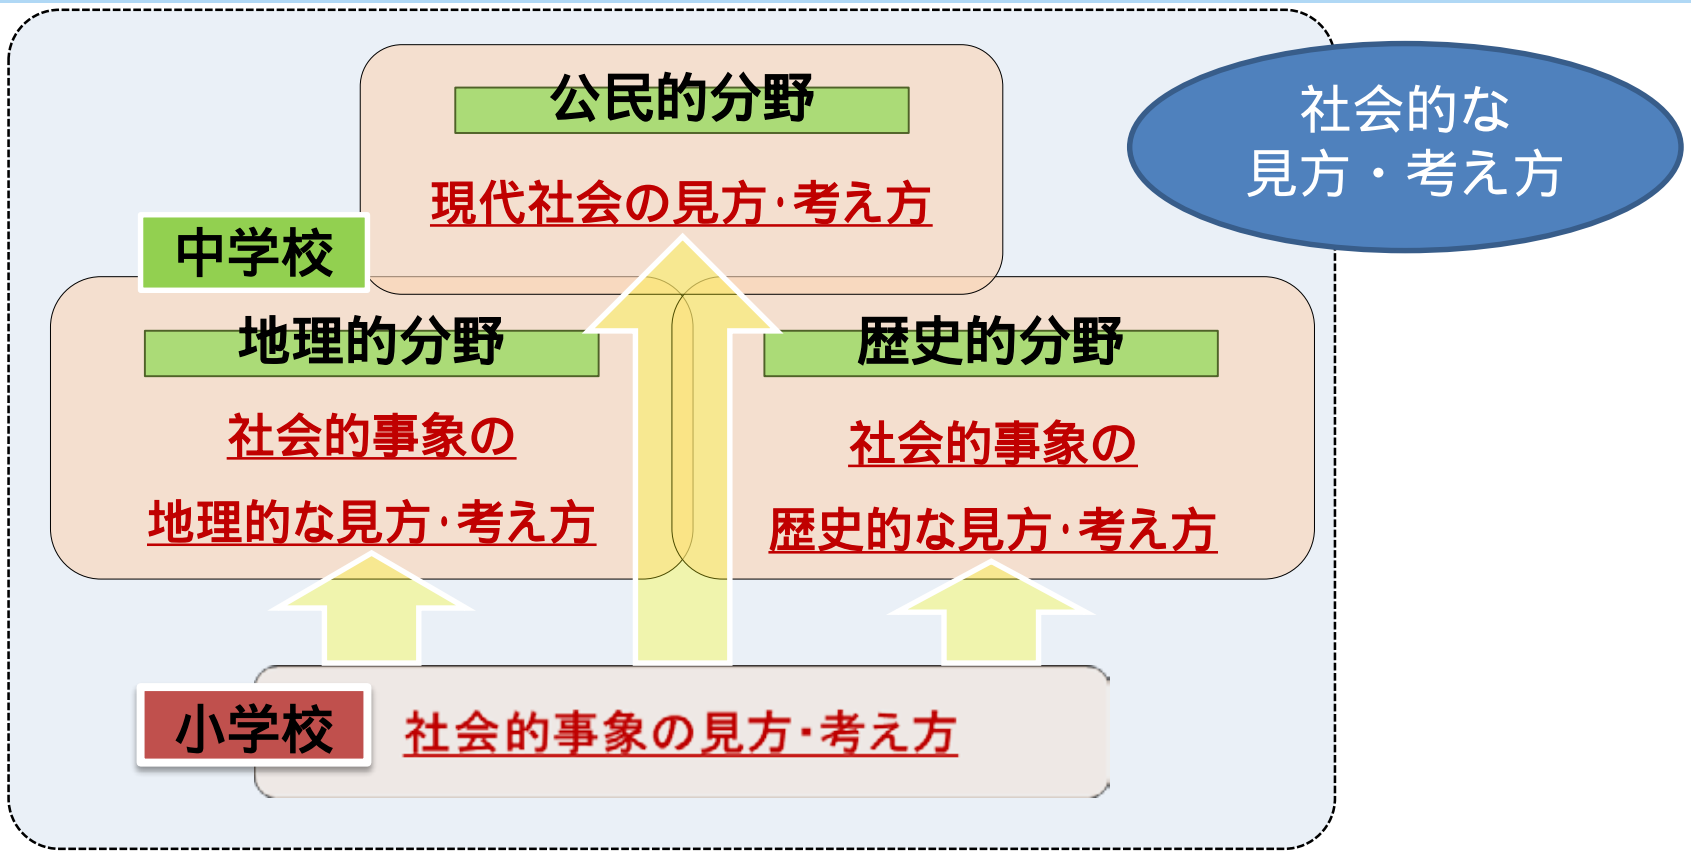 公民的分野
現代社会の見方・考え方
社会的な
見方・考え方
中学校
地理的分野
社会的事象の
地理的な見方・考え方
歴史的分野
社会的事象の
歴史的な見方・考え方
小学校
社会的事象の見方・考え方